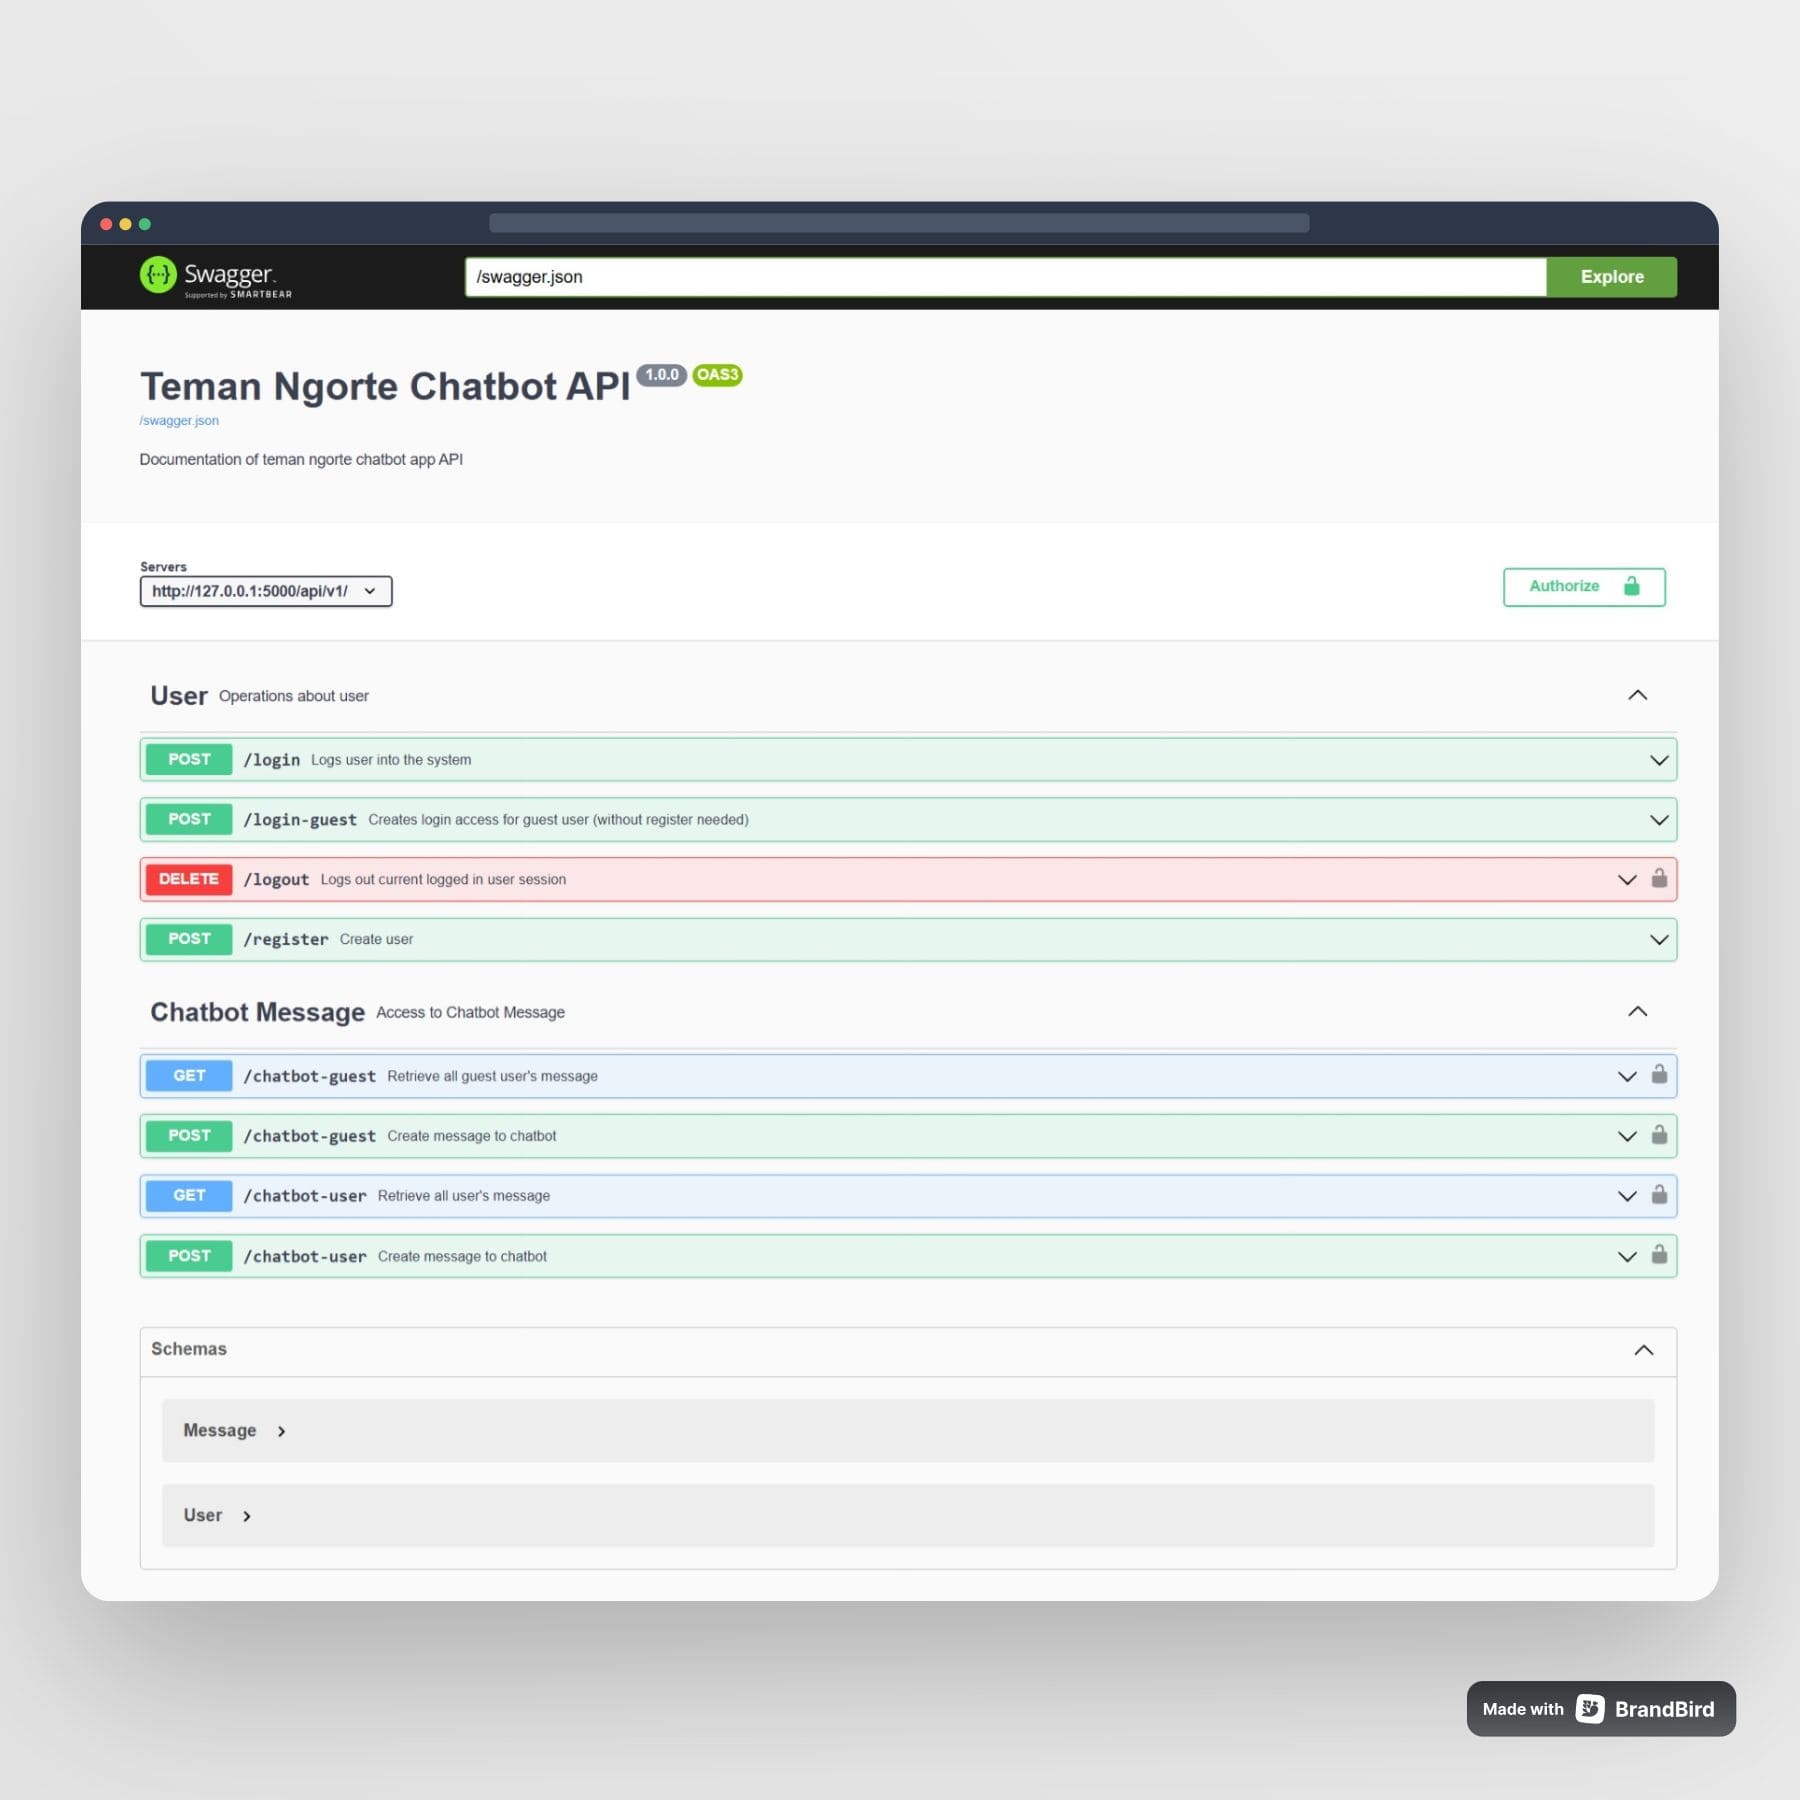 Swagger
Supported by SMARTBEAR
/swagger.json
Explore
Teman Ngorte Chatbot API 1.0.0 OAS3
/swagger.json
Documentation of teman ngorte chatbot app API
Servers
http://127.0.0.1:5000/api/v1/
Authorize
User Operations about user
POST /login Logs user into the system
POST /login-guest Creates login access for guest user (without register needed)
DELETE /logout Logs out current logged in user session
POST /register Create user
Chatbot Message Access to Chatbot Message
GET /chatbot-guest Retrieve all guest user's message
POST /chatbot-guest Create message to chatbot
GET /chatbot-user Retrieve all user's message
POST /chatbot-user Create message to chatbot
Schemas
Message
User
Made with BrandBird